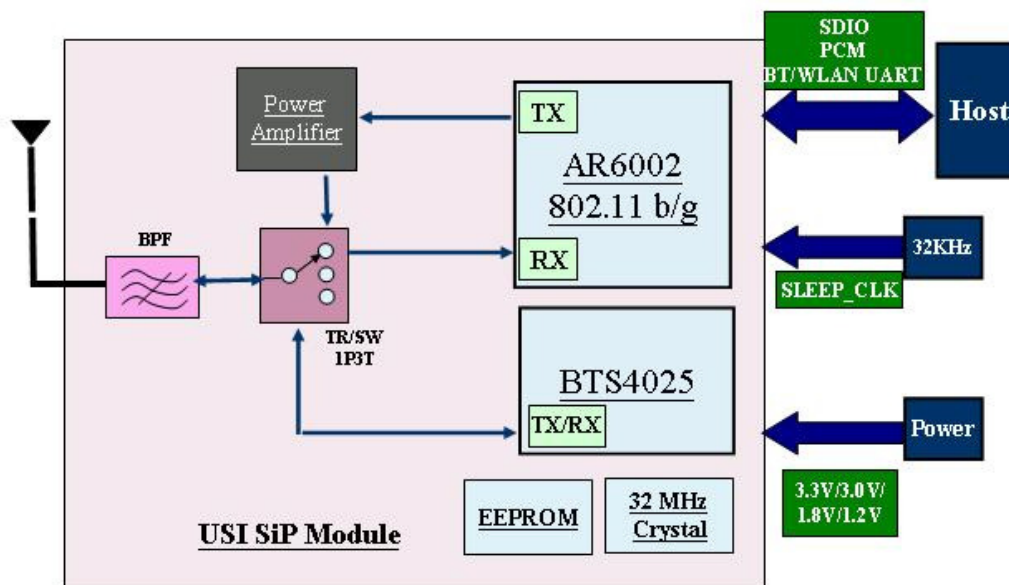 SDIO
PCM
BT/WLAN UART
Host
Power
Amplifier
TX
AR6002
802.11 b/g
RX
BPF
TR/SW
1P3T
32KHz
SLEEP_CLK
BTS4025
TX/RX
Power
3.3V/3.0V/
1.8V/1.2V
EEPROM
32 MHz
Crystal
USI SiP Module